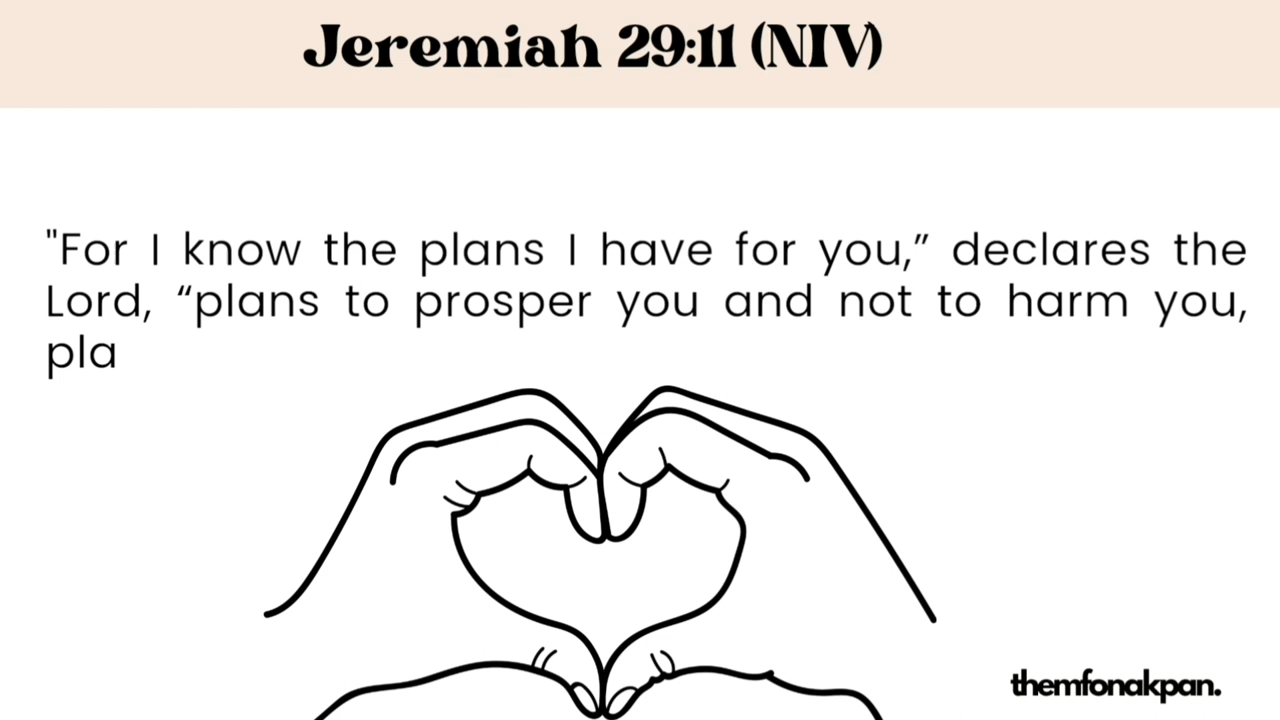 Jeremiah 29:11 (NIV)
"For I know the plans I have for you,” declares the
Lord, “plans to prosper you and not to harm you,
pla
themfonakpan.